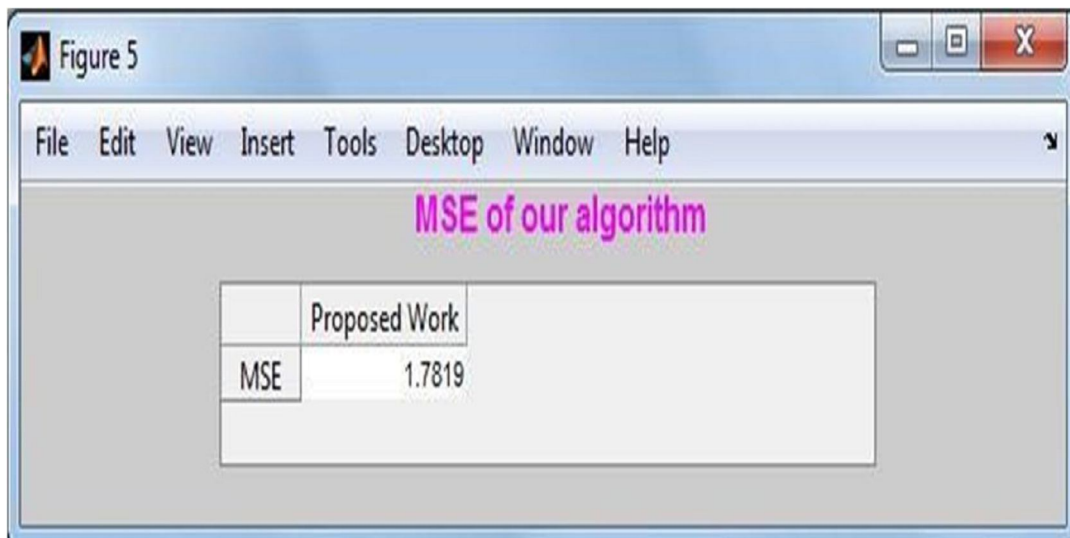 Figure 5
File Edit View Insert Tools Desktop Window Help
MSE of our algorithm
Proposed Work
MSE 1.7819